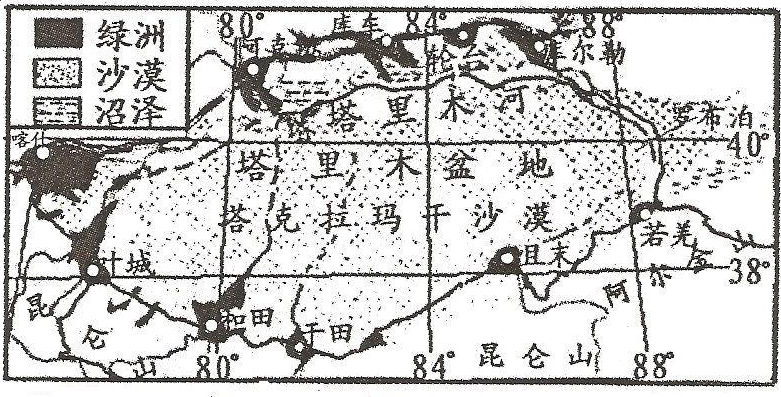 绿洲
沙漠
沼泽
80° 84° 88°
库车
阿克苏
轮台
库尔勒
塔里木河
罗布泊
喀什
40°
塔里木盆地
塔克拉玛干沙漠
若羌
叶城
且末
38°
阿尔金山
和田
于田
昆仑山
昆仑山
80° 84° 88°